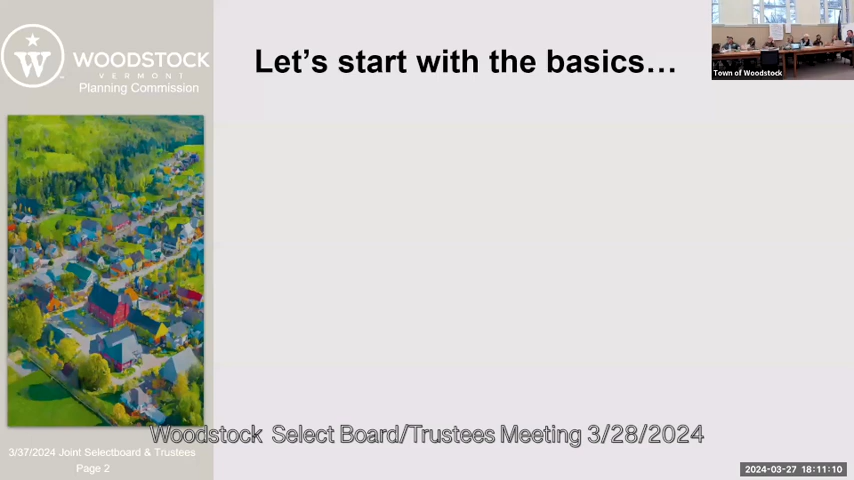 W
WOODSTOCK
VERMONT
Planning Commission
Let's start with the basics...
Town of Woodstock
Woodstock Select Board/Trustees Meeting 3/28/2024
3/37/2024 Joint Selectboard & Trustees
Page 2
2024-03-27 18:11:10